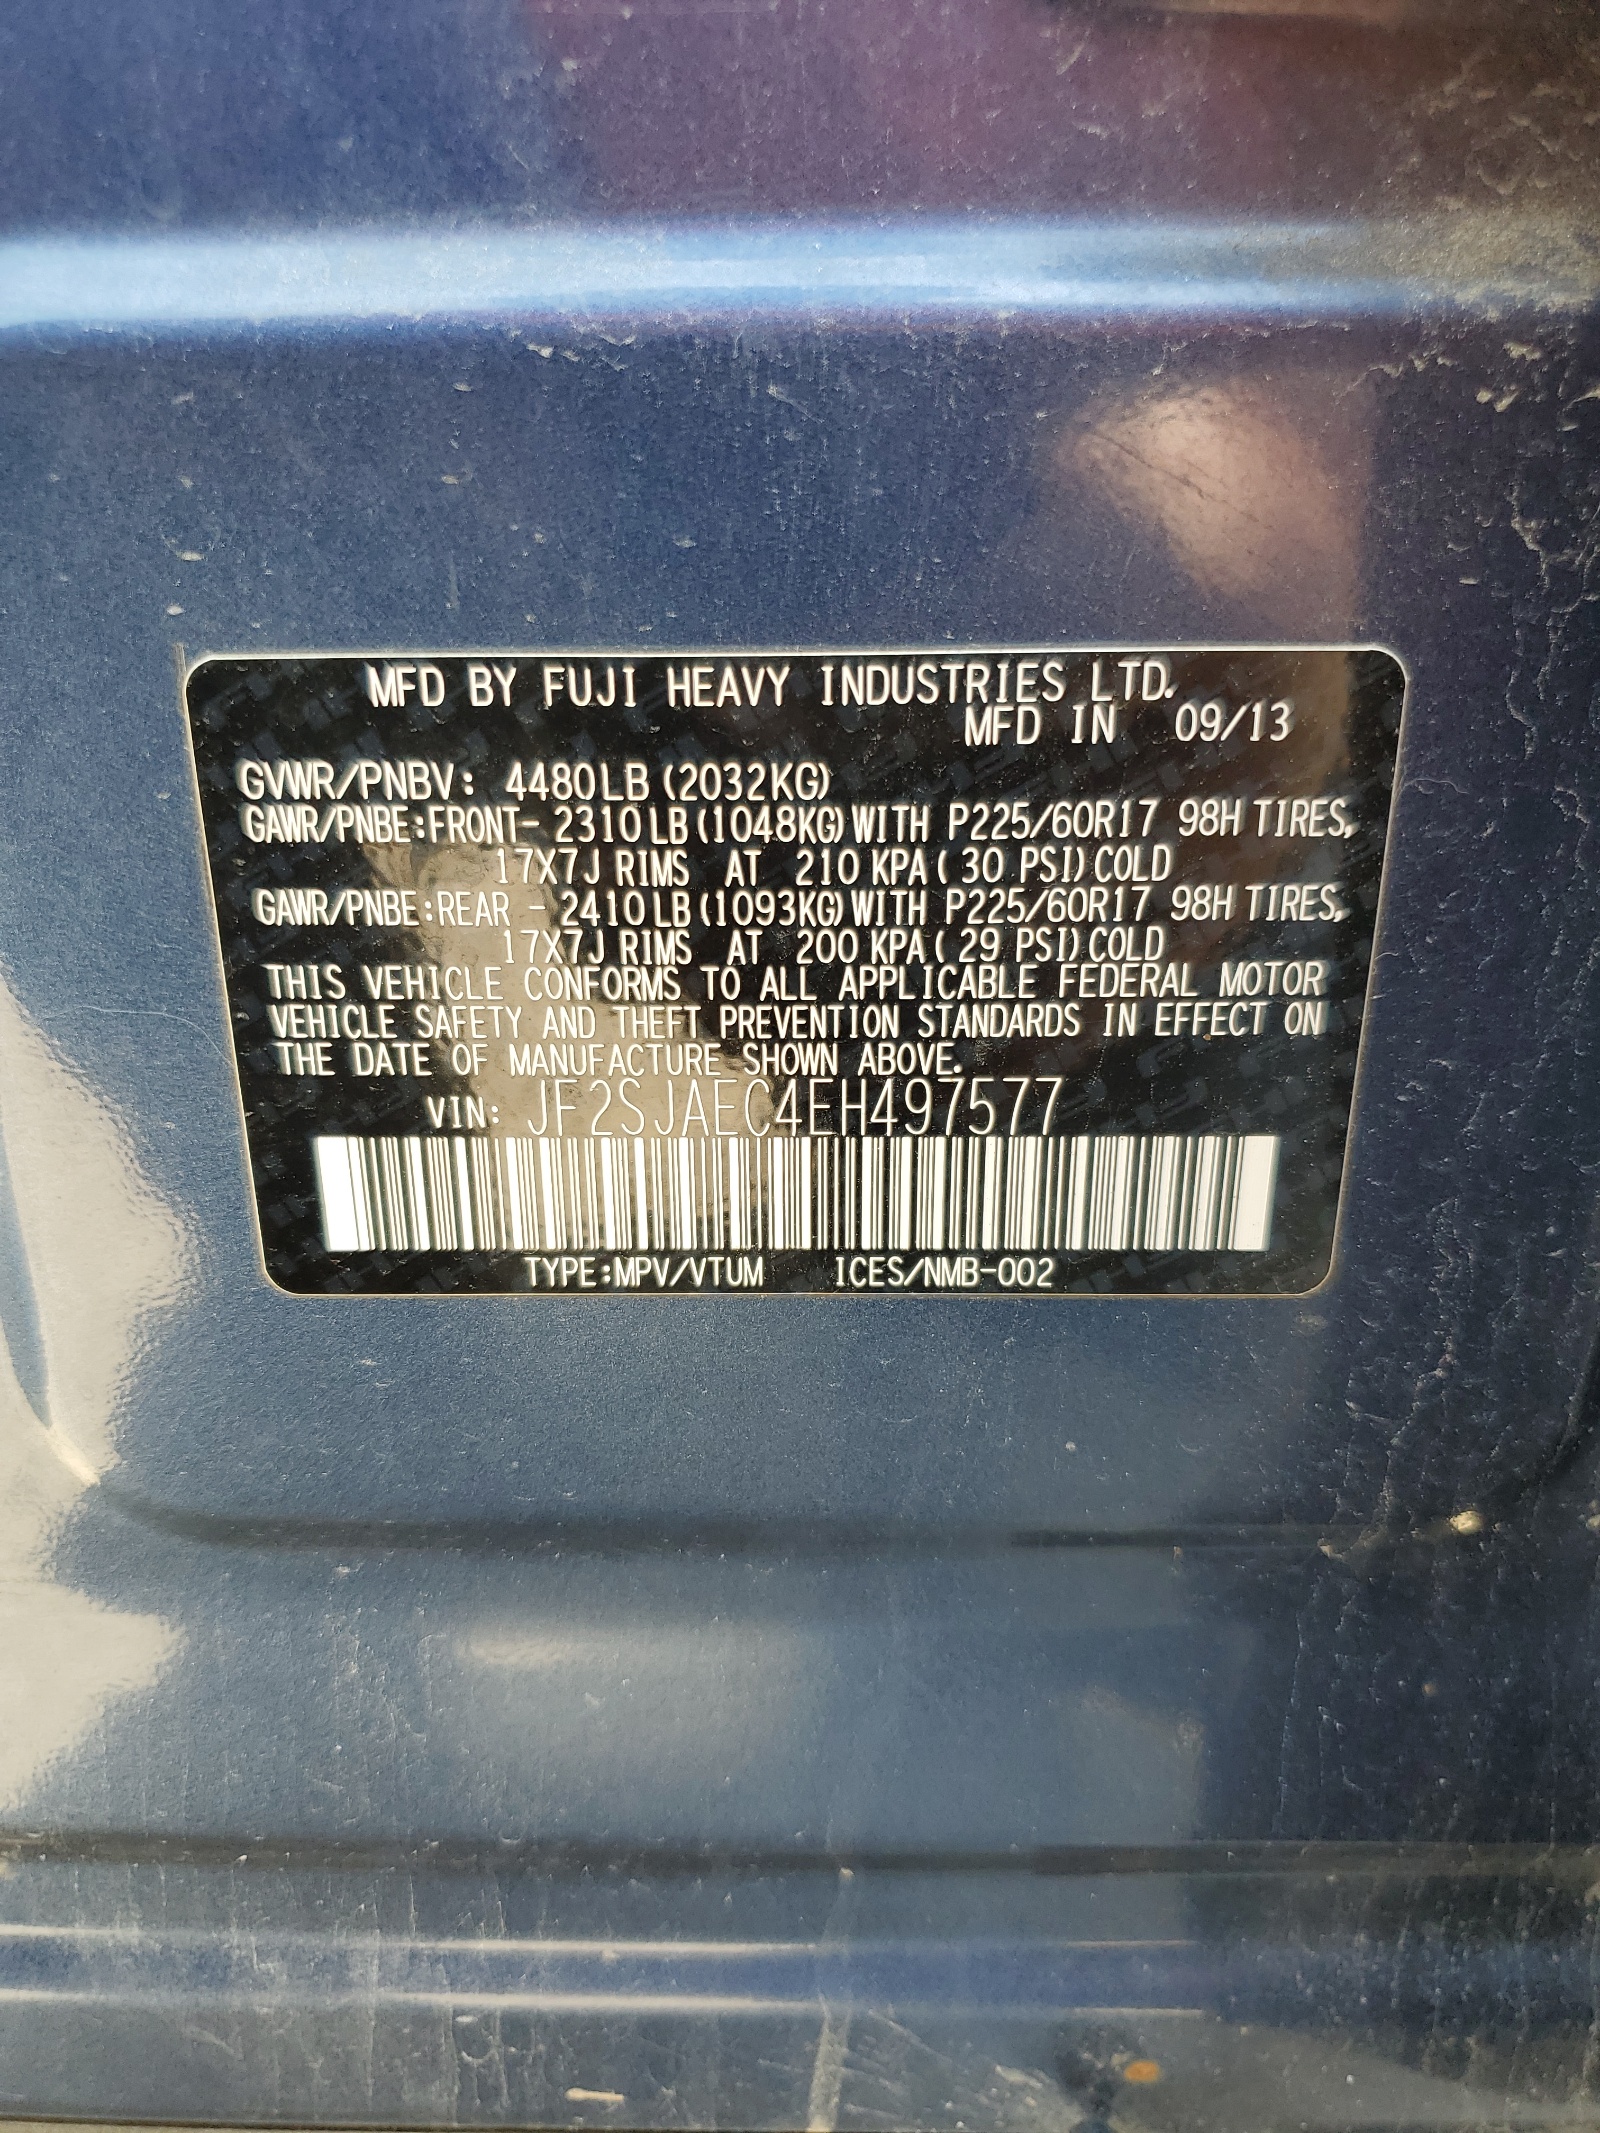 MFD BY FUJI HEAVY INDUSTRIES LTD.
MFD IN 09/13
GVWR/PNBV: 4480LB (2032KG)
GAWR/PNBE:FRONT- 2310LB(1048KG)WITH P225/60R17 98H TIRES,
17X7J RIMS AT 210 KPA( 30 PSI)COLD
GAWR/PNBE:REAR - 2410LB(1093KG)WITH P225/60R17 98H TIRES,
17X7J RIMS AT 200 KPA( 29 PSI)COLD
THIS VEHICLE CONFORMS TO ALL APPLICABLE FEDERAL MOTOR
VEHICLE SAFETY AND THEFT PREVENTION STANDARDS IN EFFECT ON
THE DATE OF MANUFACTURE SHOWN ABOVE.
VIN: JF2SJAEC4EH497577
TYPE:MPV/VTUM ICES/NMB-002